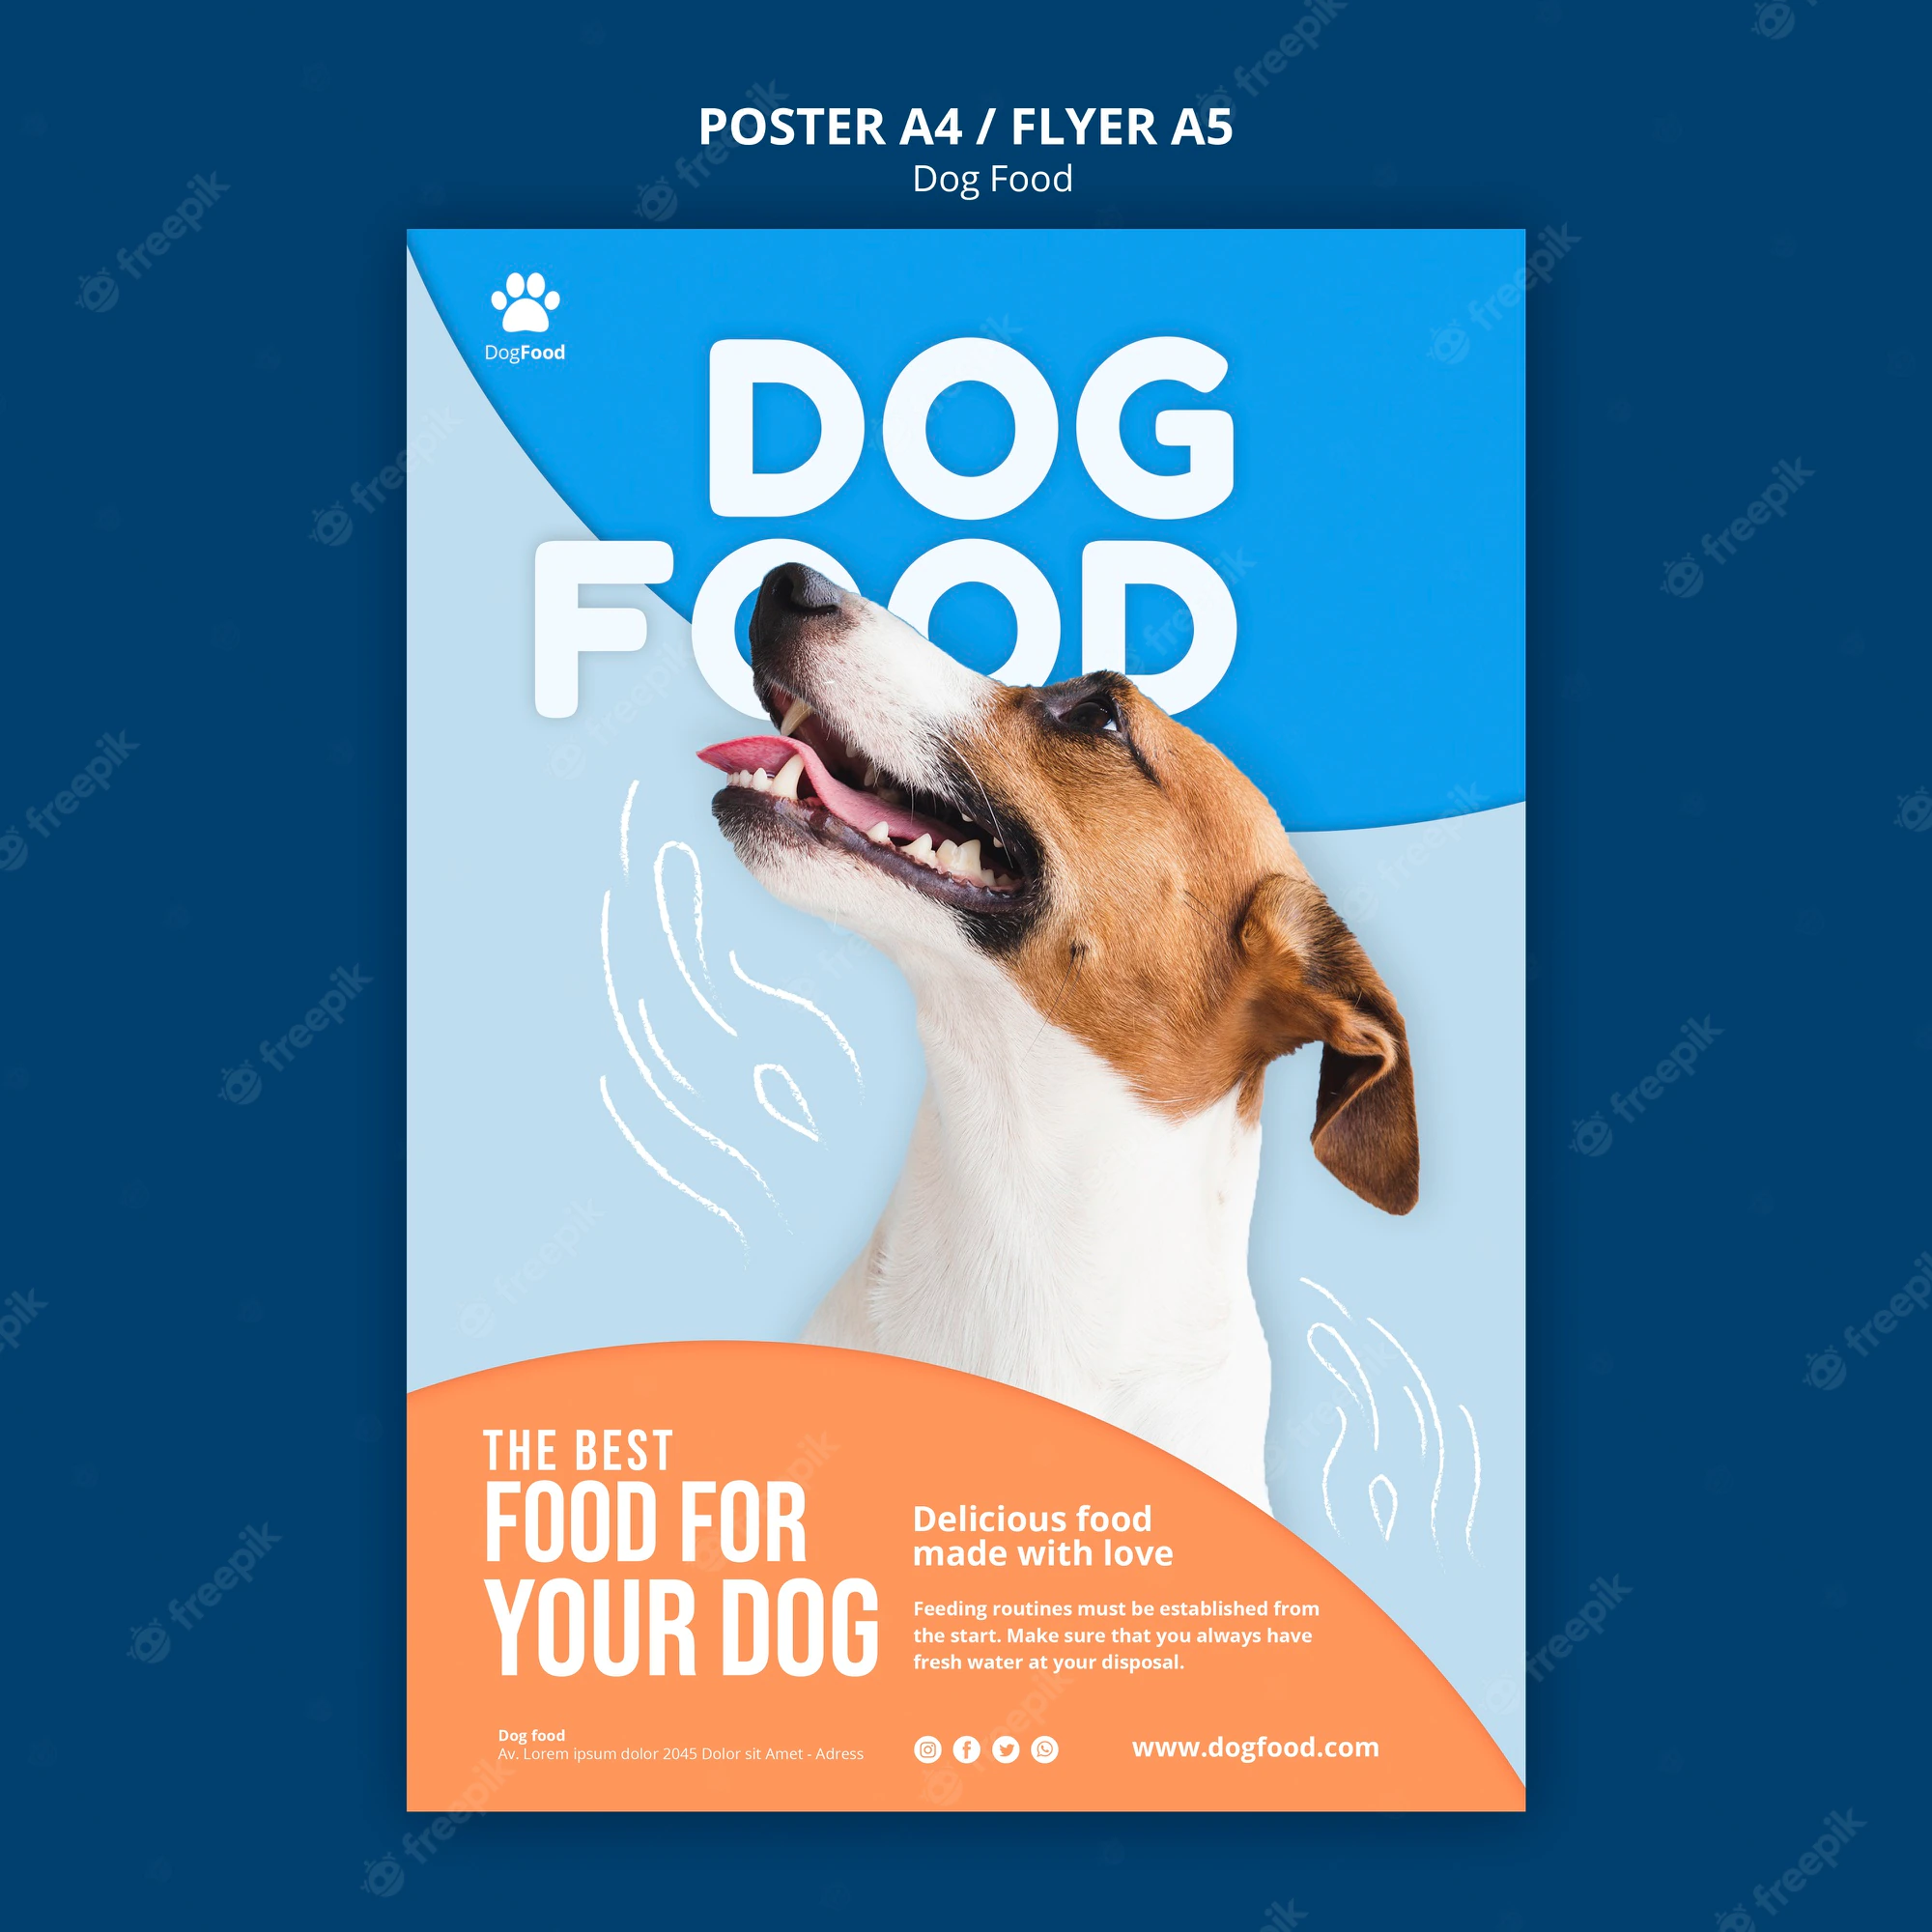 POSTER A4 / FLYER A5
Dog Food
DogFood
DOG
FOOD
THE BEST
FOOD FOR
YOUR DOG
Delicious food
made with love
Feeding routines must be established from
the start. Make sure that you always have
fresh water at your disposal.
Dog food
Av. Lorem ipsum dolor 2045 Dolor sit Amet - Adress
www.dogfood.com
freepik